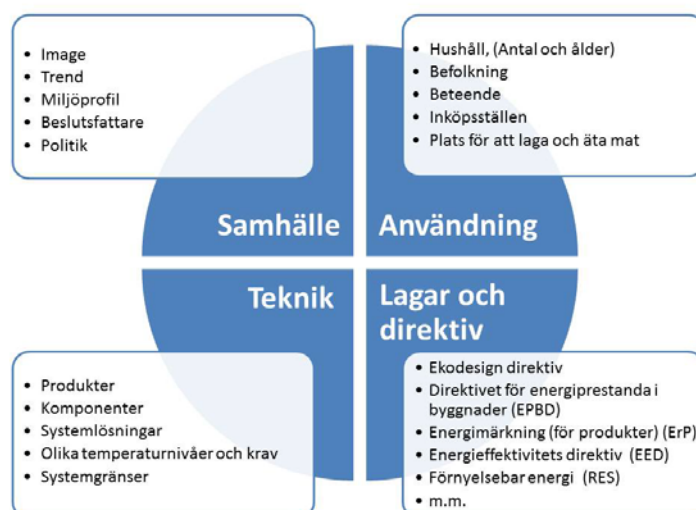 • Image
• Trend
• Miljöprofil
• Beslutsfattare
• Politik
Samhälle
• Hushåll, (Antal och ålder)
• Befolkning
• Beteende
• Inköpsställen
• Plats för att laga och äta mat
Användning
Teknik
• Produkter
• Komponenter
• Systemlösningar
• Olika temperaturnivåer och krav
• Systemgränser
Lagar och
direktiv
• Ekodesign direktiv
• Direktivet för energiprestanda i
byggnader (EPBD)
• Energimärkning (för produkter) (ErP)
• Energieffektivitets direktiv (EED)
• Förnyelsebar energi (RES)
• m.m.